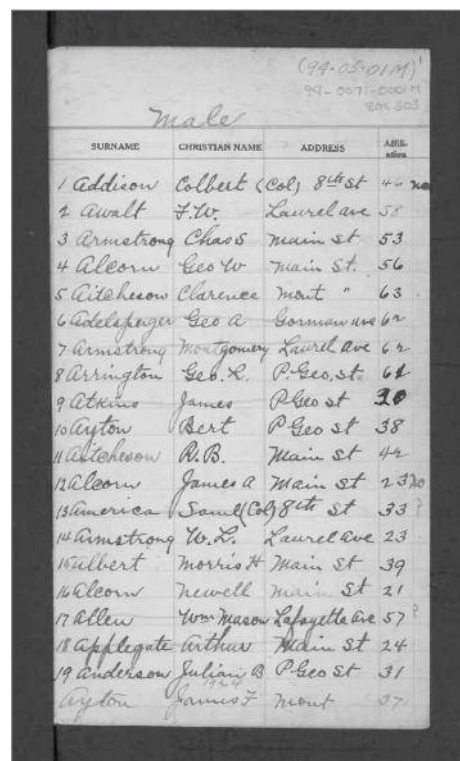 (94-05-01M) 1
94-0071-000M
Male
SURNAME CHRISTIAN NAME ADDRESS Affili-ation
1 Addison Colbert (Col) 8th St 46
2 Awalt F.W. Laurel ave 58
3 Armstrong Chas S Main St 53
4 Alcorn Geo W Main St. 56
5 Aitcheson Clarence Mont " 63
6 Adelsperger Geo A Gorman ave 62
7 Armstrong Montgomery Laurel Ave 62
8 Arrington Geo. L. P. Geo. St.
9 Atkins James P Geo St
10 Ayton Bert P Geo St 38
11 Aitcheson R.B. Main St 42
12 Alcorn James A Main St 23 no
13 America Saml (Col) 8th St 33 ?
14 Armstrong W. L. Laurel Ave 23
15 Albert Morris H Main St 39
16 Alcorn Newell Main St 21
17 Allen Wm Mason Lafayette Ave 57 ?
18 Applegate Arthur Main St 24
19 Anderson Julian B P Geo St 31
1924
Ayton James F Mont 37